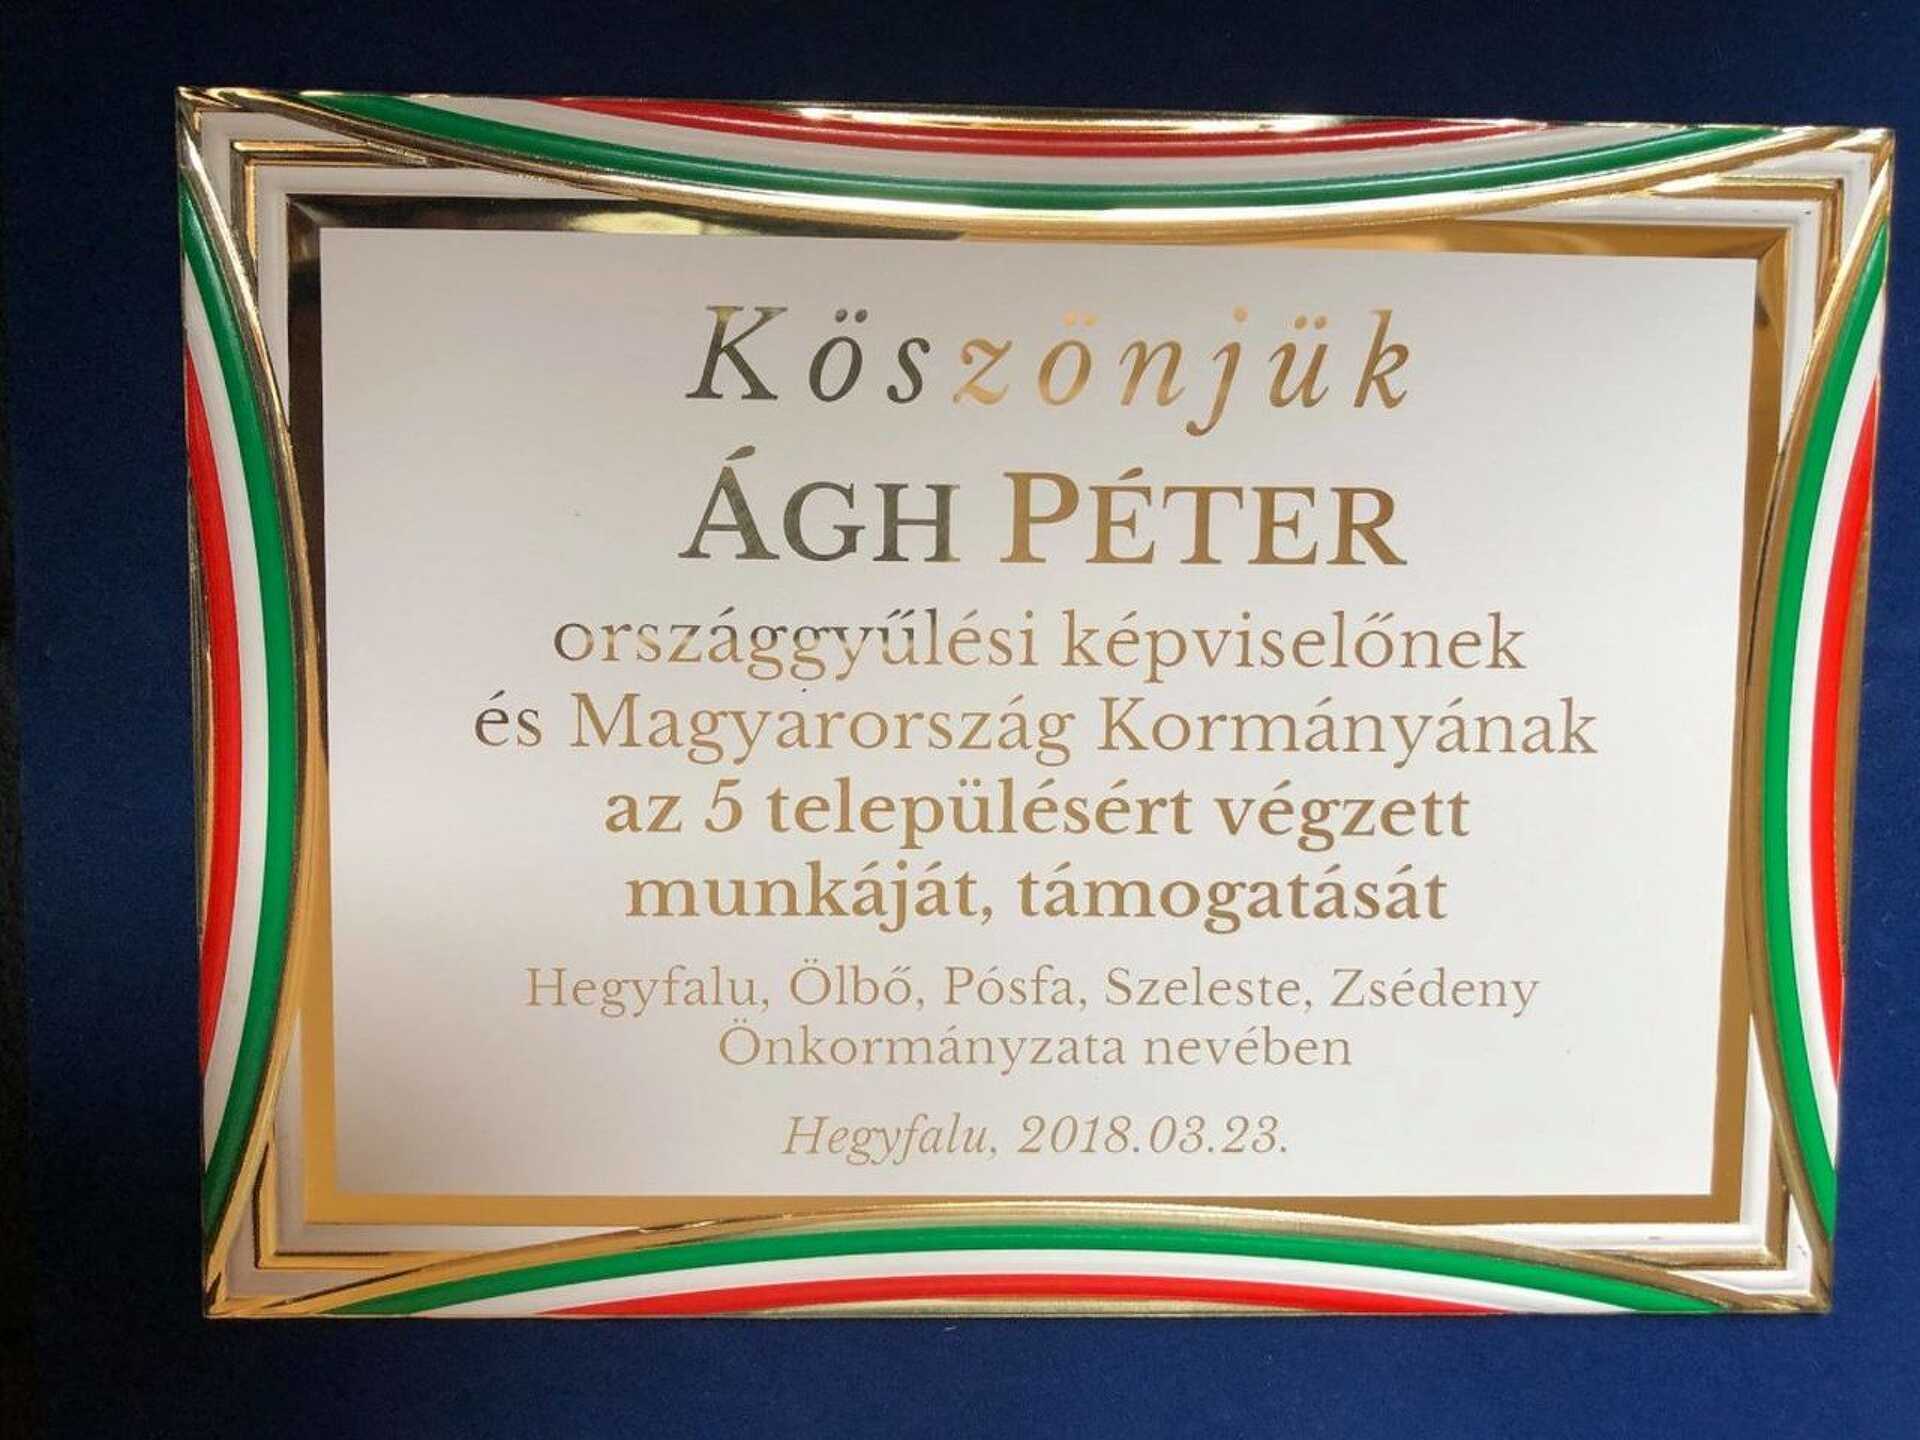 Köszönjük
ÁGH PÉTER
országgyűlési képviselőnek
és Magyarország Kormányának
az 5 településért végzett
munkáját, támogatását
Hegyfalu, Ölbő, Pósfa, Szeleste, Zsédeny
Önkormányzata nevében
Hegyfalu, 2018.03.23.